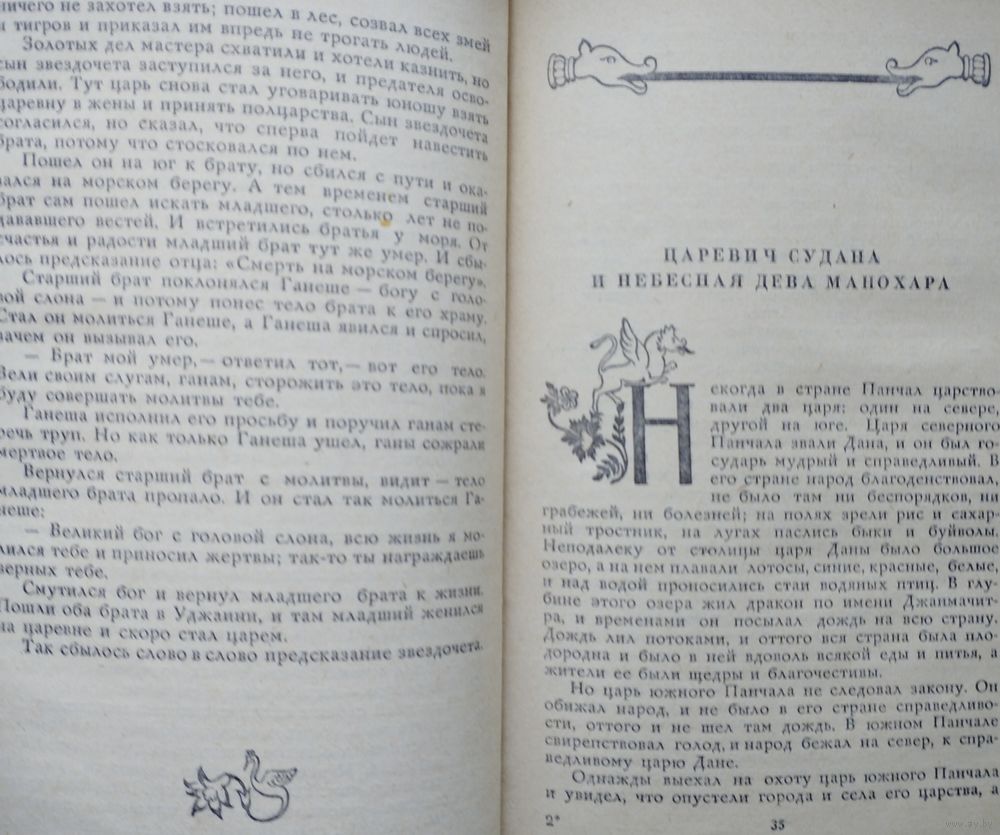 ничего не захотел взять; пошел в лес, созвал всех змей
и тигров и приказал им впредь не трогать людей.
Золотых дел мастера схватили и хотели казнить, но
сын звездочета заступился за него, и предателя осво-
бодили. Тут царь снова стал уговаривать юношу взять
царевну в жены и принять полцарства. Сын звездочета
согласился, но сказал, что сперва пойдет навестить
брата, потому что стосковался по нем.
Пошел он на юг к брату, но сбился с пути и ока-
зался на морском берегу. А тем временем старший
брат сам пошел искать младшего, столько лет не по-
дававшего вестей. И встретились братья у моря. От
счастья и радости младший брат тут же умер. И сбы-
лось предсказание отца: «Смерть на морском берегу».
Старший брат поклонялся Ганеше — богу с голо-
вой слона — и потому понес тело брата к его храму.
Стал он молиться Ганеше, а Ганеша явился и спросил,
зачем он вызывал его.
— Брат мой умер, — ответил тот, — вот его тело.
Вели своим слугам, ганам, сторожить это тело, пока я
буду совершать молитвы тебе.
Ганеша исполнил его просьбу и поручил ганам сте-
речь труп. Но как только Ганеша ушел, ганы сожрали
мертвое тело.
Вернулся старший брат с молитвы, видит — тело
младшего брата пропало. И он стал так молиться Га-
неше:
— Великий бог с головой слона, всю жизнь я мо-
лился тебе и приносил жертвы; так-то ты награждаешь
верных тебе.
Смутился бог и вернул младшего брата к жизни.
Пошли оба брата в Уджаини, и там младший женился
на царевне и скоро стал царем.
Так сбылось слово в слово предсказание звездочета.
ЦАРЕВИЧ СУДАНА
И НЕБЕСНАЯ ДЕВА МАНОХАРА
Некогда в стране Панчал царство-
вали два царя: один на севере,
другой на юге. Царя северного
Панчала звали Дана, и он был го-
сударь мудрый и справедливый. В
его стране народ благоденствовал,
не было там ни беспорядков, ни
грабежей, ни болезней; на полях зрели рис и сахар-
ный тростник, на лугах паслись быки и буйволы.
Неподалеку от столицы царя Даны было большое
озеро, а на нем плавали лотосы, синие, красные, белые,
и над водой проносились стаи водяных птиц. В глу-
бине этого озера жил дракон по имени Джанмачит-
ра, и временами он посылал дождь на всю страну.
Дождь лил потоками, и оттого вся страна была пло-
дородна и было в ней вдоволь всякой еды и питья, а
жители ее были щедры и благочестивы.
Но царь южного Панчала не следовал закону. Он
обижал народ, и не было в его стране справедливо-
сти, оттого и не шел там дождь. В южном Панчале
свирепствовал голод, и народ бежал на север, к спра-
ведливому царю Дане.
Однажды выехал на охоту царь южного Панчала
и увидел, что опустели города и села его царства, а
2*
35
www.ay.by